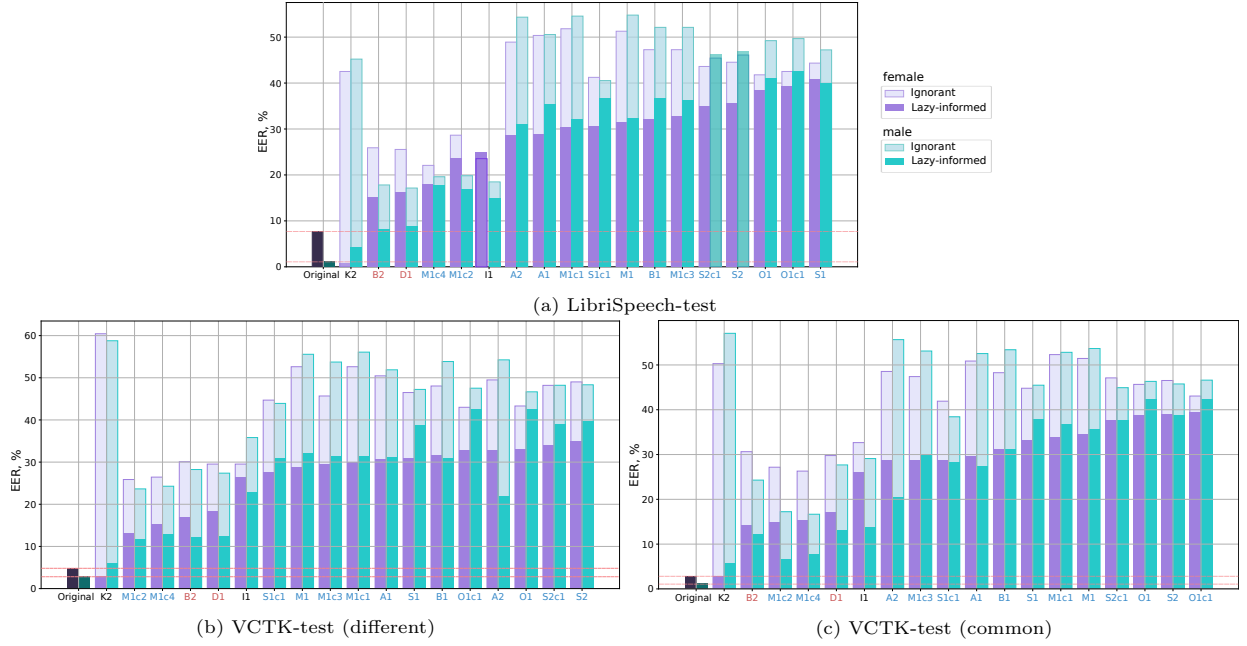 EER, %
50
40
30
20
10
0
Original K2 B2 D1 M1c4 M1c2 I1 A2 A1 M1c1 S1c1 M1 B1 M1c3 S2c1 S2 O1 O1c1 S1
female
Ignorant
Lazy-informed
male
Ignorant
Lazy-informed
(a) LibriSpeech-test
EER, %
60
50
40
30
20
10
0
Original K2 M1c2 M1c4 B2 D1 I1 S1c1 M1 M1c3 M1c1 A1 S1 B1 O1c1 A2 O1 S2c1 S2
(b) VCTK-test (different)
EER, %
50
40
30
20
10
0
Original K2 B2 M1c2 M1c4 D1 I1 A2 M1c3 S1c1 A1 B1 S1 M1c1 M1 S2c1 O1 S2 O1c1
(c) VCTK-test (common)